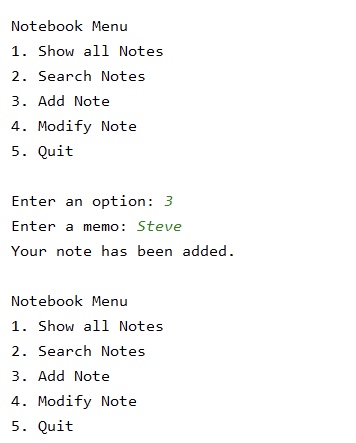 Notebook Menu
1. Show all Notes
2. Search Notes
3. Add Note
4. Modify Note
5. Quit
Enter an option: 3
Enter a memo: Steve
Your note has been added.
Notebook Menu
1. Show all Notes
2. Search Notes
3. Add Note
4. Modify Note
5. Quit